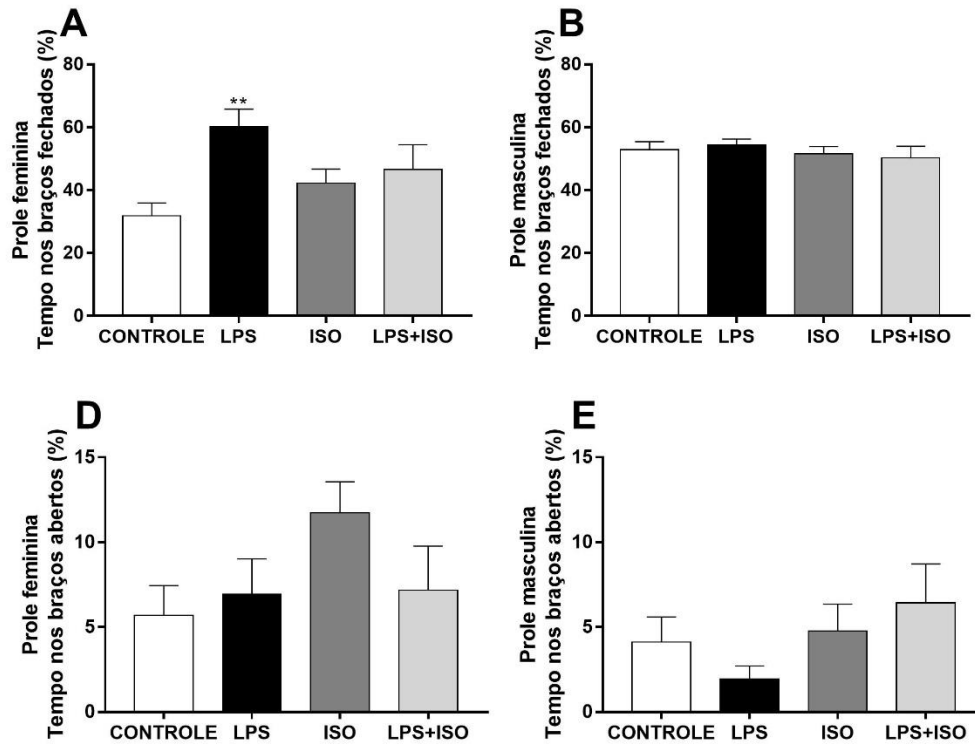 A
Prole feminina
Tempo nos braços fechados (%)
80
60
40
20
0
**
CONTROLE LPS ISO LPS+ISO
B
Prole masculina
Tempo nos braços fechados (%)
80
60
40
20
0
CONTROLE LPS ISO LPS+ISO
D
Prole feminina
Tempo nos braços abertos (%)
15
10
5
0
CONTROLE LPS ISO LPS+ISO
E
Prole masculina
Tempo nos braços abertos (%)
15
10
5
0
CONTROLE LPS ISO LPS+ISO